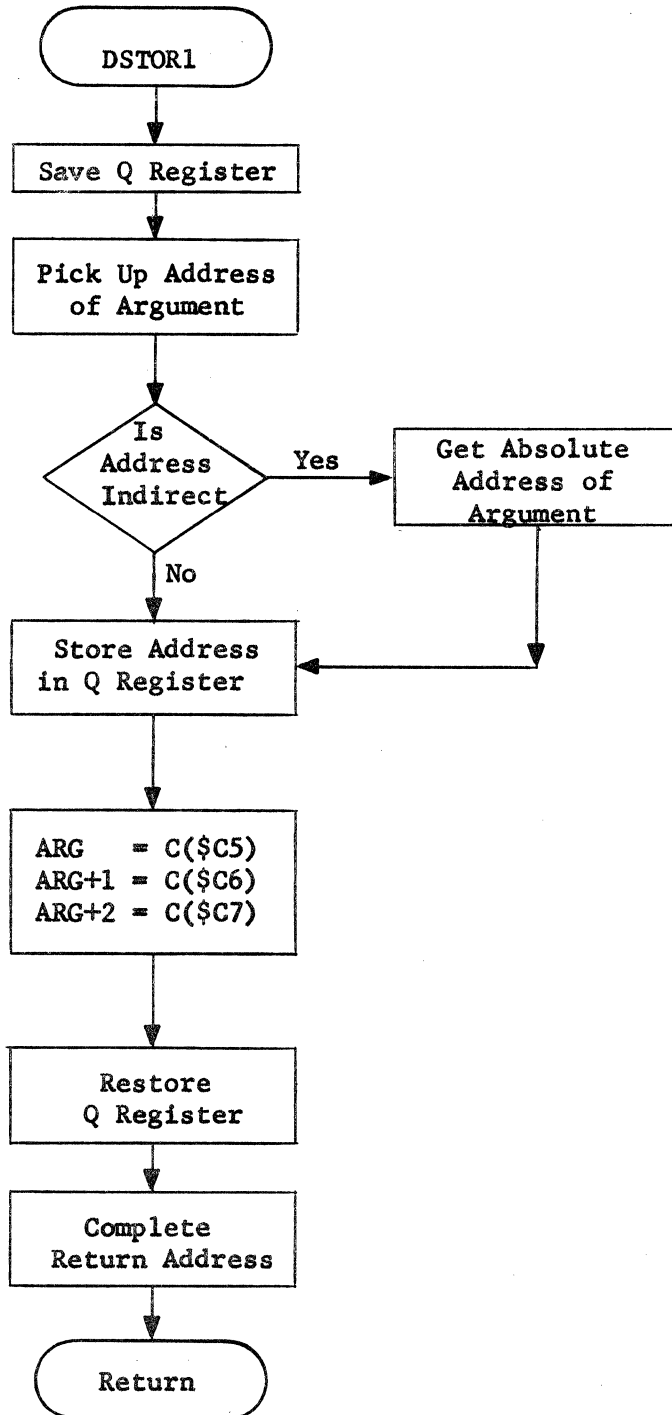 DSTOR1
Save Q Register
Pick Up Address
of Argument
Is
Address
Indirect
Yes
Get Absolute
Address of
Argument
No
Store Address
in Q Register
ARG = C($C5)
ARG+1 = C($C6)
ARG+2 = C($C7)
Restore
Q Register
Complete
Return Address
Return